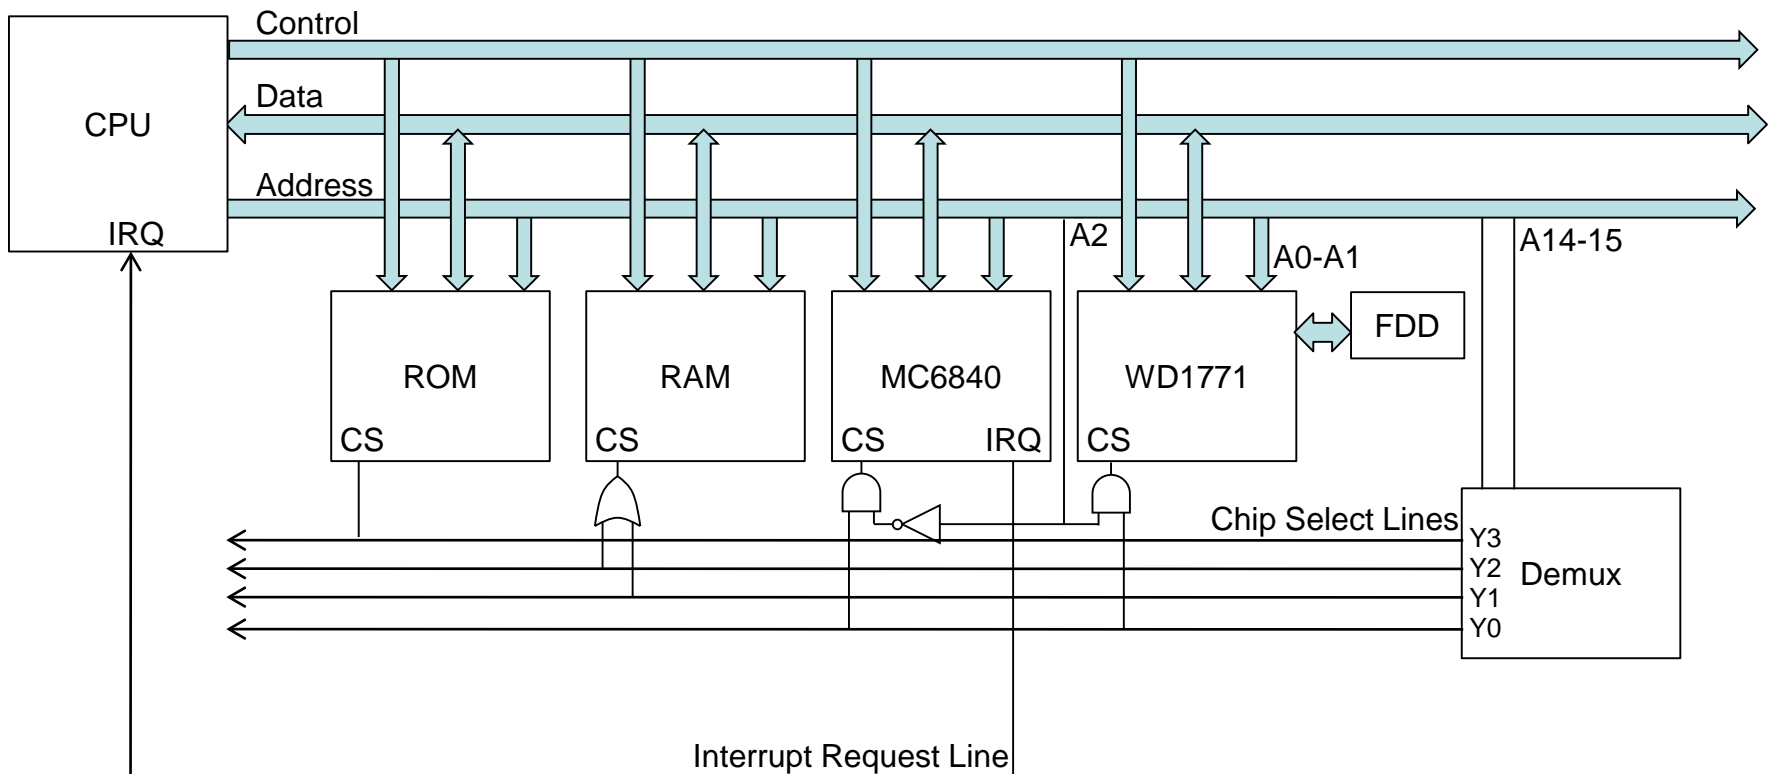 Control
Data
CPU
Address
IRQ
A2
A14-15
A0-A1
FDD
ROM
RAM
MC6840
WD1771
CS
CS
CS
IRQ
CS
Chip Select Lines
Y3
Y2
Demux
Y1
Y0
Interrupt Request Line